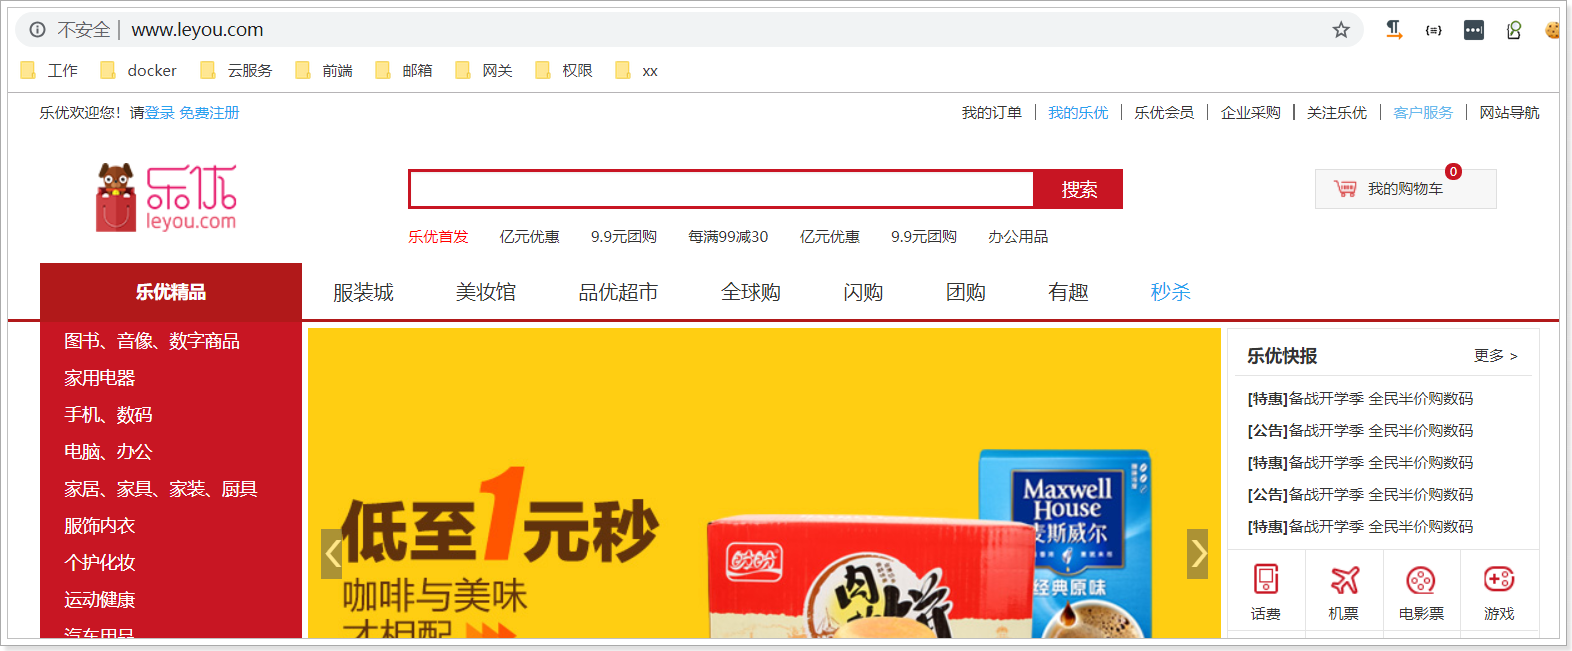 不安全 | www.leyou.com
工作 docker 云服务 前端 邮箱 网关 权限 xx
乐优欢迎您！请登录 免费注册
我的订单 | 我的乐优 | 乐优会员 | 企业采购 | 关注乐优 | 客户服务 | 网站导航
乐优
leyou.com
搜索
0
我的购物车
乐优首发 亿元优惠 9.9元团购 每满99减30 亿元优惠 9.9元团购 办公用品
乐优精品 服装城 美妆馆 品优超市 全球购 闪购 团购 有趣 秒杀
图书、音像、数字商品
家用电器
手机、数码
电脑、办公
家居、家具、家装、厨具
服饰内衣
个护化妆
运动健康
汽车用品
低至1元秒
咖啡与美味
才相配
盼盼
Maxwell
House
麦斯威尔
经典原味
乐优快报 更多 >
[特惠]备战开学季 全民半价购数码
[公告]备战开学季 全民半价购数码
[特惠]备战开学季 全民半价购数码
[公告]备战开学季 全民半价购数码
[特惠]备战开学季 全民半价购数码
话费 机票 电影票 游戏